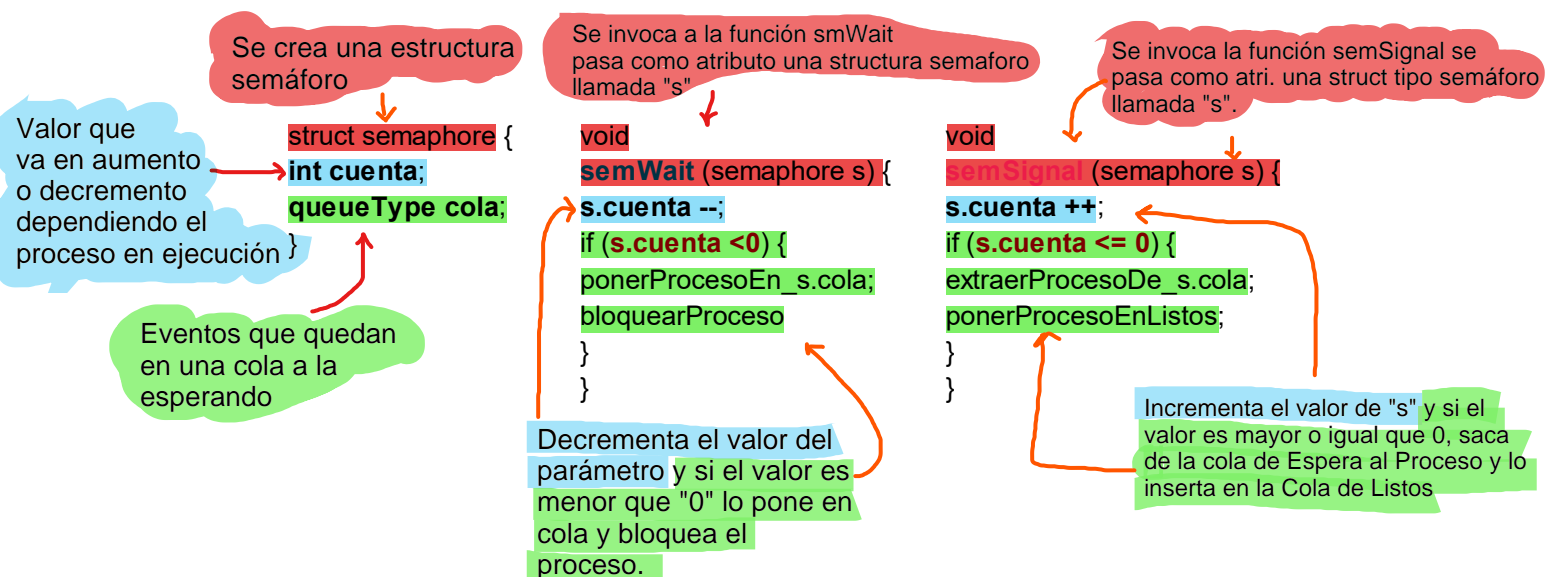 Se crea una estructura
semáforo
Valor que
va en aumento
o decremento
dependiendo el
proceso en ejecución
struct semaphore {
int cuenta;
queueType cola;
}
Eventos que quedan
en una cola a la
esperando
Se invoca a la función smWait
pasa como atributo una structura semaforo
llamada "s"
void
semWait (semaphore s) {
s.cuenta --;
if (s.cuenta <0) {
ponerProcesoEn_s.cola;
bloquearProceso
}
}
Decrementa el valor del
parámetro y si el valor es
menor que "0" lo pone en
cola y bloquea el
proceso.
Se invoca la función semSignal se
pasa como atri. una struct tipo semáforo
llamada "s".
void
semSignal (semaphore s) {
s.cuenta ++;
if (s.cuenta <= 0) {
extraerProcesoDe_s.cola;
ponerProcesoEnListos;
}
}
Incrementa el valor de "s" y si el
valor es mayor o igual que 0, saca
de la cola de Espera al Proceso y lo
inserta en la Cola de Listos